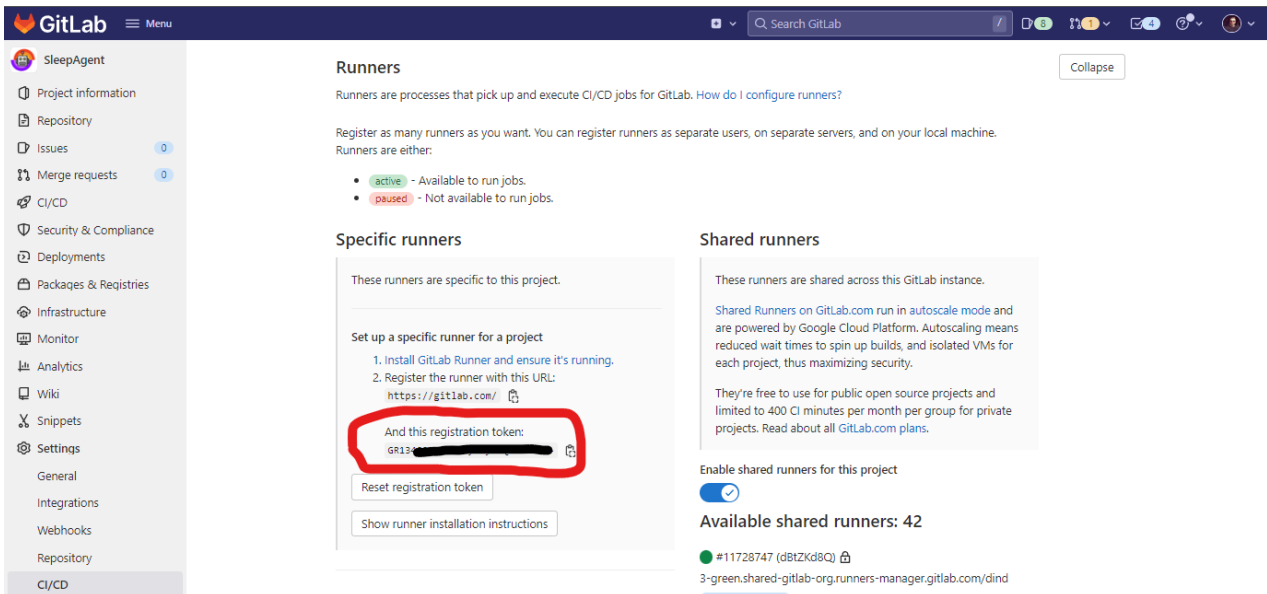 GitLab Menu Search GitLab / 8 1 4
SleepAgent
Project information
Repository
Issues 0
Merge requests 0
CI/CD
Security & Compliance
Deployments
Packages & Registries
Infrastructure
Monitor
Analytics
Wiki
Snippets
Settings
General
Integrations
Webhooks
Repository
CI/CD
Runners
Collapse
Runners are processes that pick up and execute CI/CD jobs for GitLab. How do I configure runners?
Register as many runners as you want. You can register runners as separate users, on separate servers, and on your local machine.
Runners are either:
• active - Available to run jobs.
• paused - Not available to run jobs.
Specific runners
These runners are specific to this project.
Set up a specific runner for a project
1. Install GitLab Runner and ensure it's running.
2. Register the runner with this URL:
https://gitlab.com/
And this registration token:
GR134
Reset registration token
Show runner installation instructions
Shared runners
These runners are shared across this GitLab instance.
Shared Runners on GitLab.com run in autoscale mode and
are powered by Google Cloud Platform. Autoscaling means
reduced wait times to spin up builds, and isolated VMs for
each project, thus maximizing security.
They're free to use for public open source projects and
limited to 400 CI minutes per month per group for private
projects. Read about all GitLab.com plans.
Enable shared runners for this project
Available shared runners: 42
#11728747 (dBtZKd8Q)
3-green.shared-gitlab-org.runners-manager.gitlab.com/dind